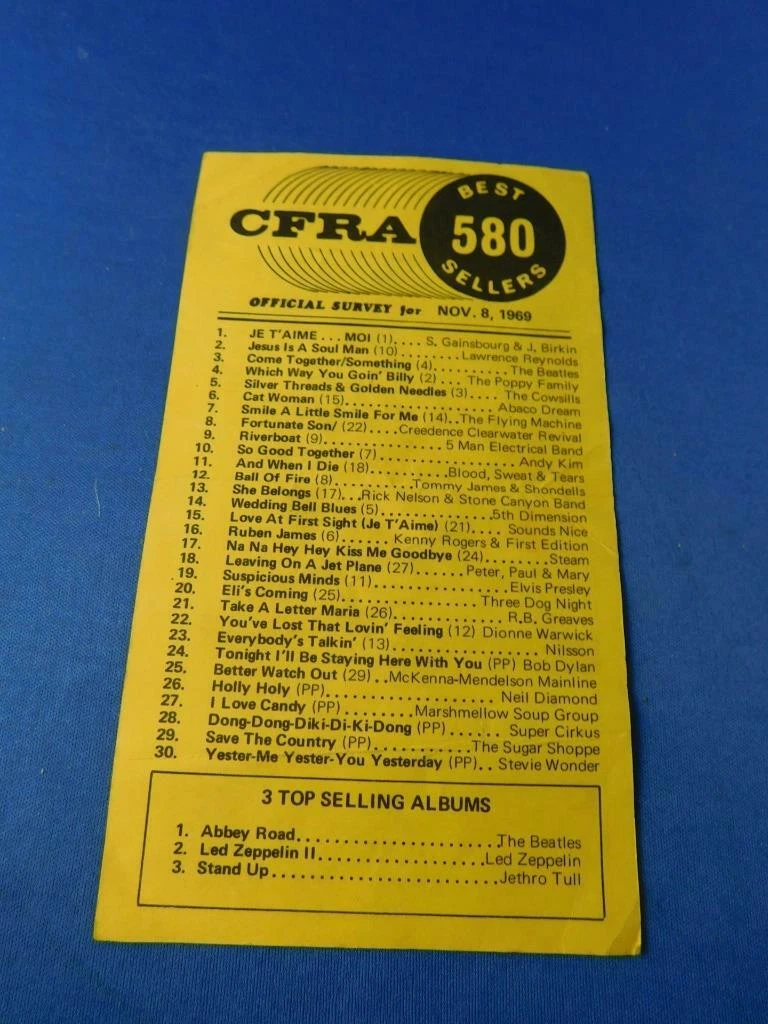 CFRA
BEST
580
SELLERS
OFFICIAL SURVEY for NOV. 8, 1969
1. JE T'AIME . . . MOI (1). . . . S. Gainsbourg & J. Birkin
2. Jesus Is A Soul Man (10) . . . . . . . . Lawrence Reynolds
3. Come Together/Something (4). . . . . . . . . . The Beatles
4. Which Way You Goin' Billy (2) . . . The Poppy Family
5. Silver Threads & Golden Needles (3) . . . . The Cowsills
6. Cat Woman (15). . . . . . . . . . . . . . . . . Abaco Dream
7. Smile A Little Smile For Me (14). .The Flying Machine
8. Fortunate Son/ (22) . . . . Creedence Clearwater Revival
9. Riverboat (9). . . . . . . . . . . . . 5 Man Electrical Band
10. So Good Together (7) . . . . . . . . . . . . . . . Andy Kim
11. And When I Die (18) . . . . . . . . Blood, Sweat & Tears
12. Ball Of Fire (8) . . . . . . . . . Tommy James & Shondells
13. She Belongs (17). . .Rick Nelson & Stone Canyon Band
14. Wedding Bell Blues (5) . . . . . . . . . . . . 5th Dimension
15. Love At First Sight (Je T'Aime) (21). . . . Sounds Nice
16. Ruben James (6). . . . . . Kenny Rogers & First Edition
17. Na Na Hey Hey Kiss Me Goodbye (24) . . . . . . . . Steam
18. Leaving On A Jet Plane (27) . . . . . . Peter, Paul & Mary
19. Suspicious Minds (11) . . . . . . . . . . . . . . . Elvis Presley
20. Eli's Coming (25). . . . . . . . . . . . . . . Three Dog Night
21. Take A Letter Maria (26). . . . . . . . . . . . R.B. Greaves
22. You've Lost That Lovin' Feeling (12) Dionne Warwick
23. Everybody's Talkin' (13). . . . . . . . . . . . . . . . Nilsson
24. Tonight I'll Be Staying Here With You (PP) Bob Dylan
25. Better Watch Out (29) . .McKenna-Mendelson Mainline
26. Holly Holy (PP). . . . . . . . . . . . . . . . . Neil Diamond
27. I Love Candy (PP) . . . . . . . . Marshmellow Soup Group
28. Dong-Dong-Diki-Di-Ki-Dong (PP) . . . . . . Super Cirkus
29. Save The Country (PP). . . . . . . . . . . The Sugar Shoppe
30. Yester-Me Yester-You Yesterday (PP). . Stevie Wonder
3 TOP SELLING ALBUMS
1. Abbey Road. . . . . . . . . . . . . . . . . . . . . .The Beatles
2. Led Zeppelin II. . . . . . . . . . . . . . . . . .Led Zeppelin
3. Stand Up. . . . . . . . . . . . . . . . . . . . . . . .Jethro Tull